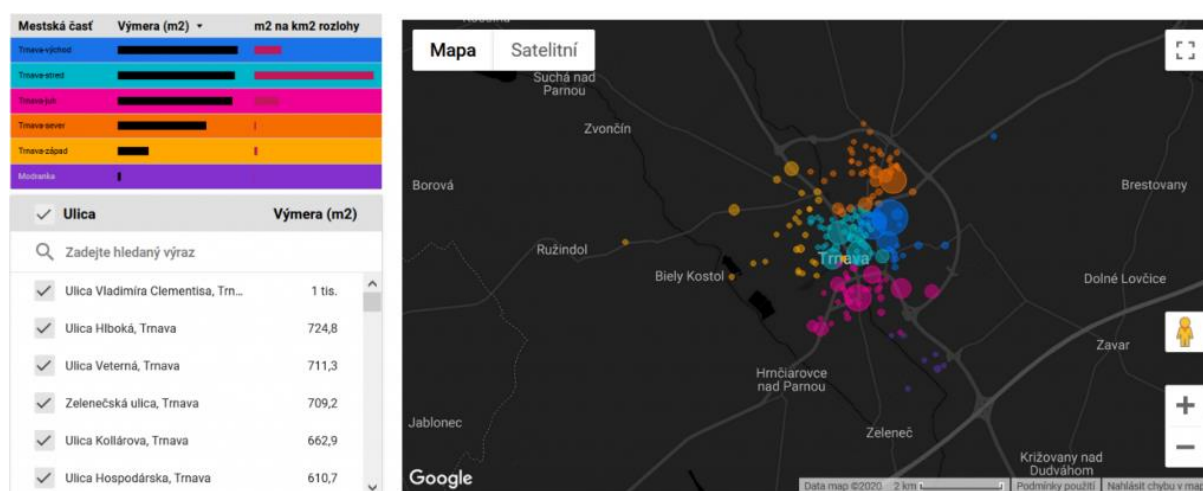 Mestská časť Výmera (m2) m2 na km2 rozlohy
Trnava-východ
Trnava-stred
Trnava-juh
Trnava-sever
Trnava-západ
Modranka
Ulica Výmera (m2)
Zadejte hledaný výraz
Ulica Vladimíra Clementisa, Trn... 1 tis.
Ulica Hlboká, Trnava 724,8
Ulica Veterná, Trnava 711,3
Zelenečská ulica, Trnava 709,2
Ulica Kollárova, Trnava 662,9
Ulica Hospodárska, Trnava 610,7
Mapa Satelitní
Suchá nad
Parnou
Zvončín
Borová
Brestovany
Ružindol
Trnava
Biely Kostol
Dolné Lovčice
Zavar
Hrnčiarovce
nad Parnou
Jablonec
Zeleneč
Križovany nad
Dudváhom
Google
Data map ©2020 2 km Podmínky použití Nahlásit chybu v mapě